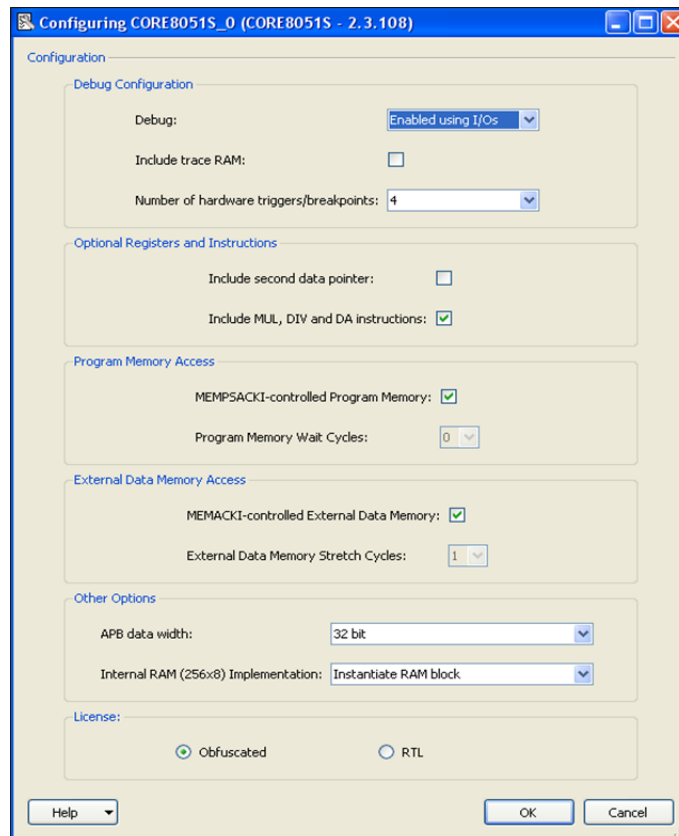 Configuring CORE8051S_0 (CORE8051S - 2.3.108)
Configuration
Debug Configuration
Debug: Enabled using I/Os
Include trace RAM:
Number of hardware triggers/breakpoints: 4
Optional Registers and Instructions
Include second data pointer:
Include MUL, DIV and DA instructions:
Program Memory Access
MEMPSACKI-controlled Program Memory:
Program Memory Wait Cycles: 0
External Data Memory Access
MEMACKI-controlled External Data Memory:
External Data Memory Stretch Cycles: 1
Other Options
APB data width: 32 bit
Internal RAM (256x8) Implementation: Instantiate RAM block
License:
Obfuscated RTL
Help OK Cancel